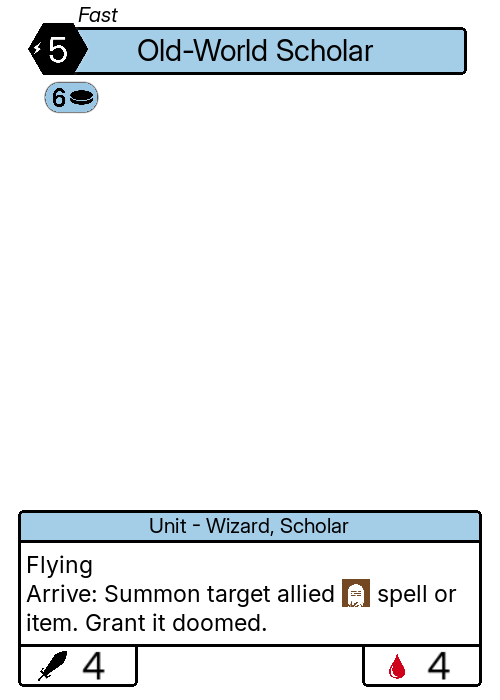 Fast
5 Old-World Scholar
6
Unit - Wizard, Scholar
Flying
Arrive: Summon target allied spell or
item. Grant it doomed.
4 4